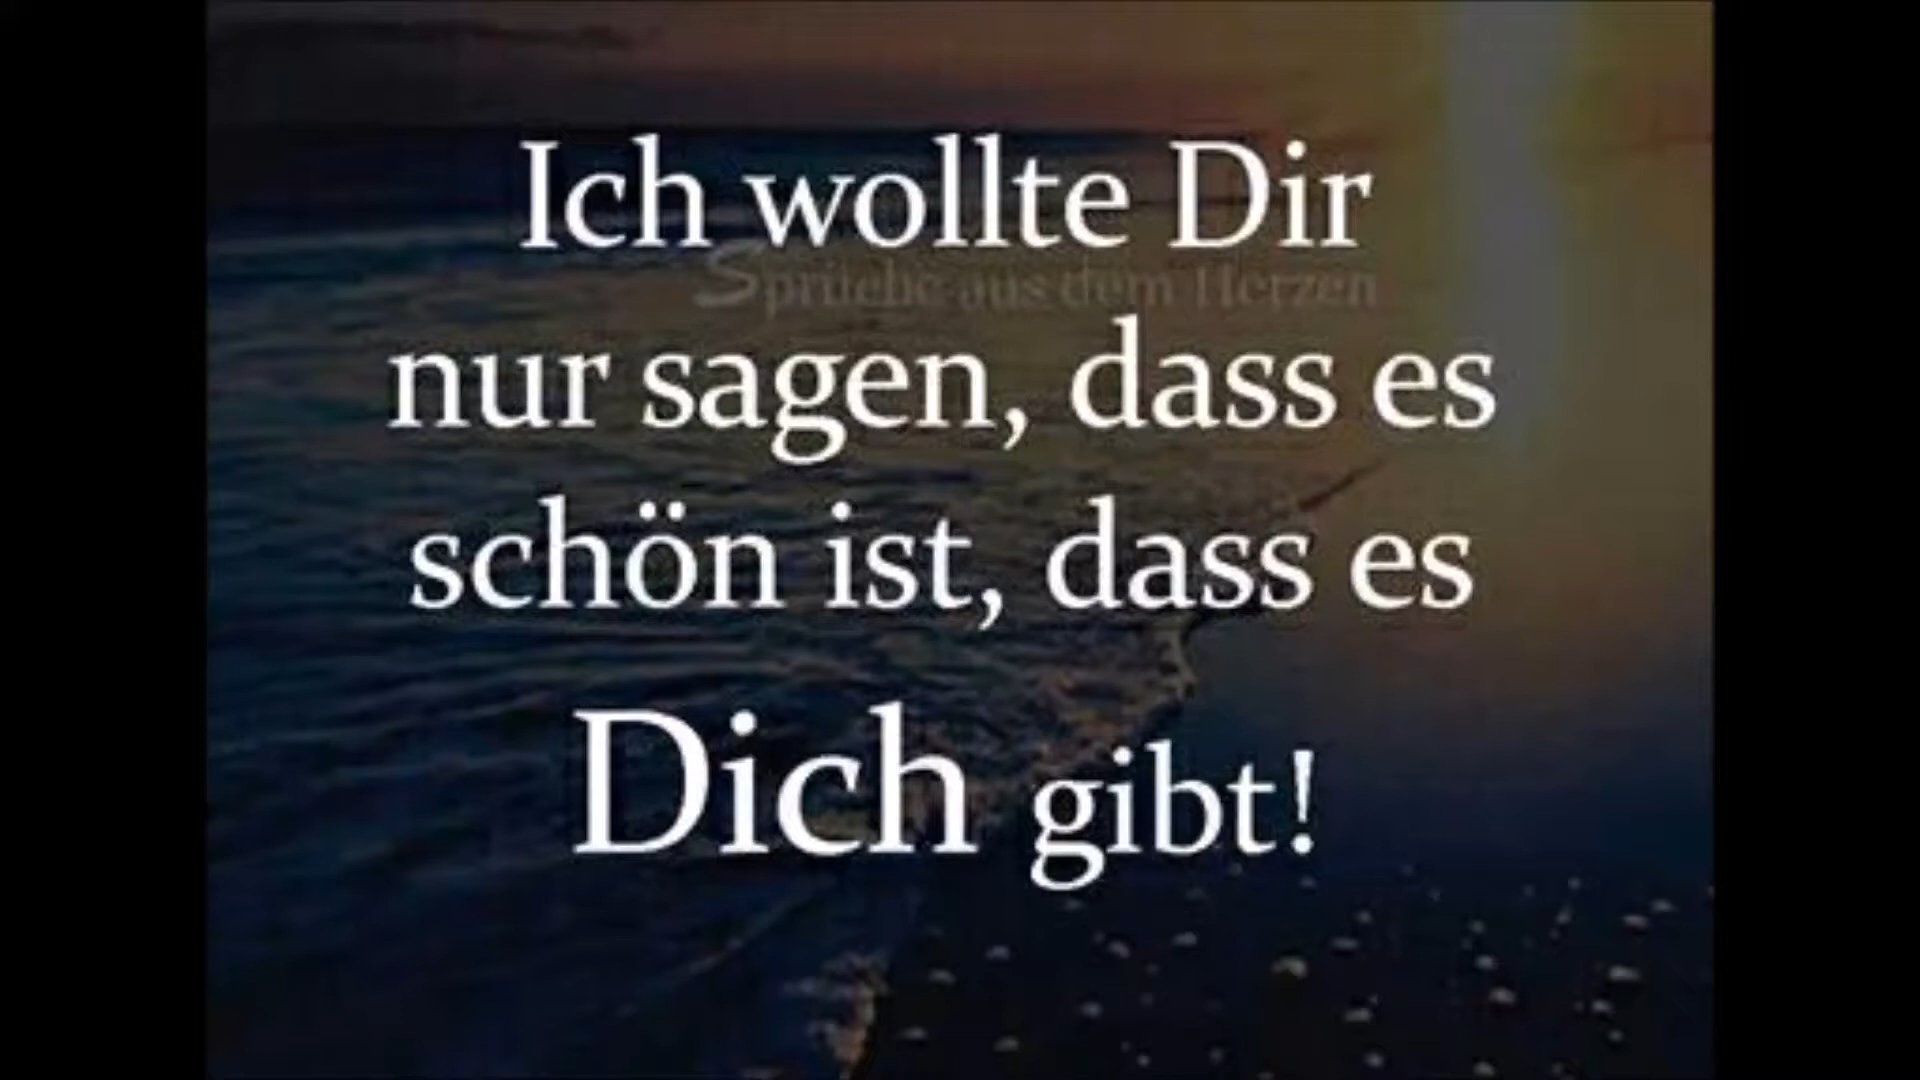 Ich wollte Dir
Sprüche aus dem Herzen
nur sagen, dass es
schön ist, dass es
Dich gibt!